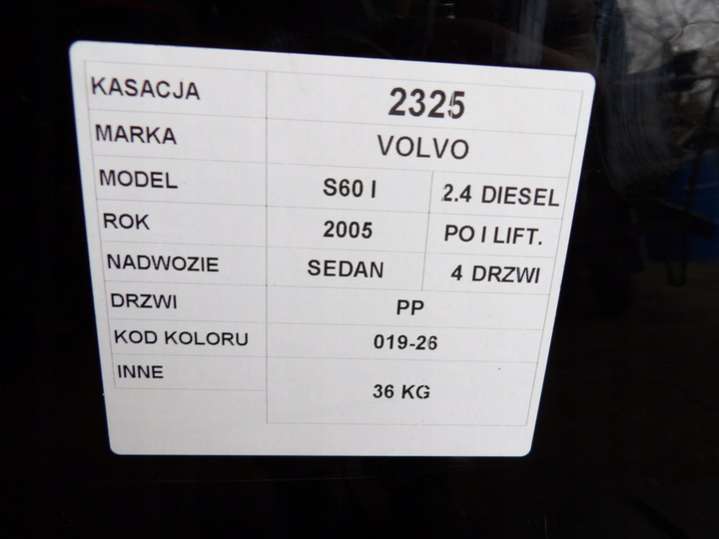 KASACJA 2325
MARKA VOLVO
MODEL S60 I 2.4 DIESEL
ROK 2005 PO I LIFT.
NADWOZIE SEDAN 4 DRZWI
DRZWI PP
KOD KOLORU 019-26
INNE 36 KG